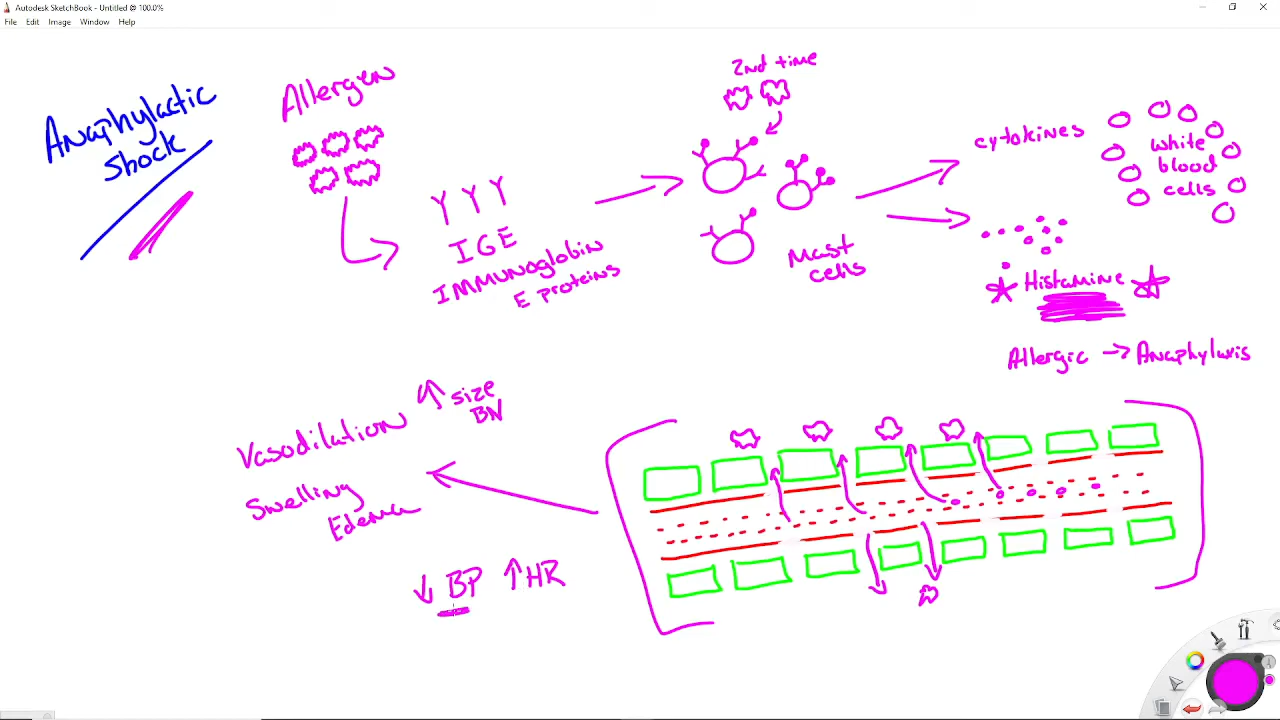 Autodesk SketchBook - Untitled @ 100.0%
File Edit Image Window Help
Anaphylactic
Shock
Allergen
Y Y Y
IGE
IMMUNOglobin
E proteins
2nd time
Mast
cells
cytokines
white
blood
cells
Histamine
Allergic → Anaphylaxis
Vasodilation ↑ size
BV
Swelling
Edema
↓ BP ↑ HR